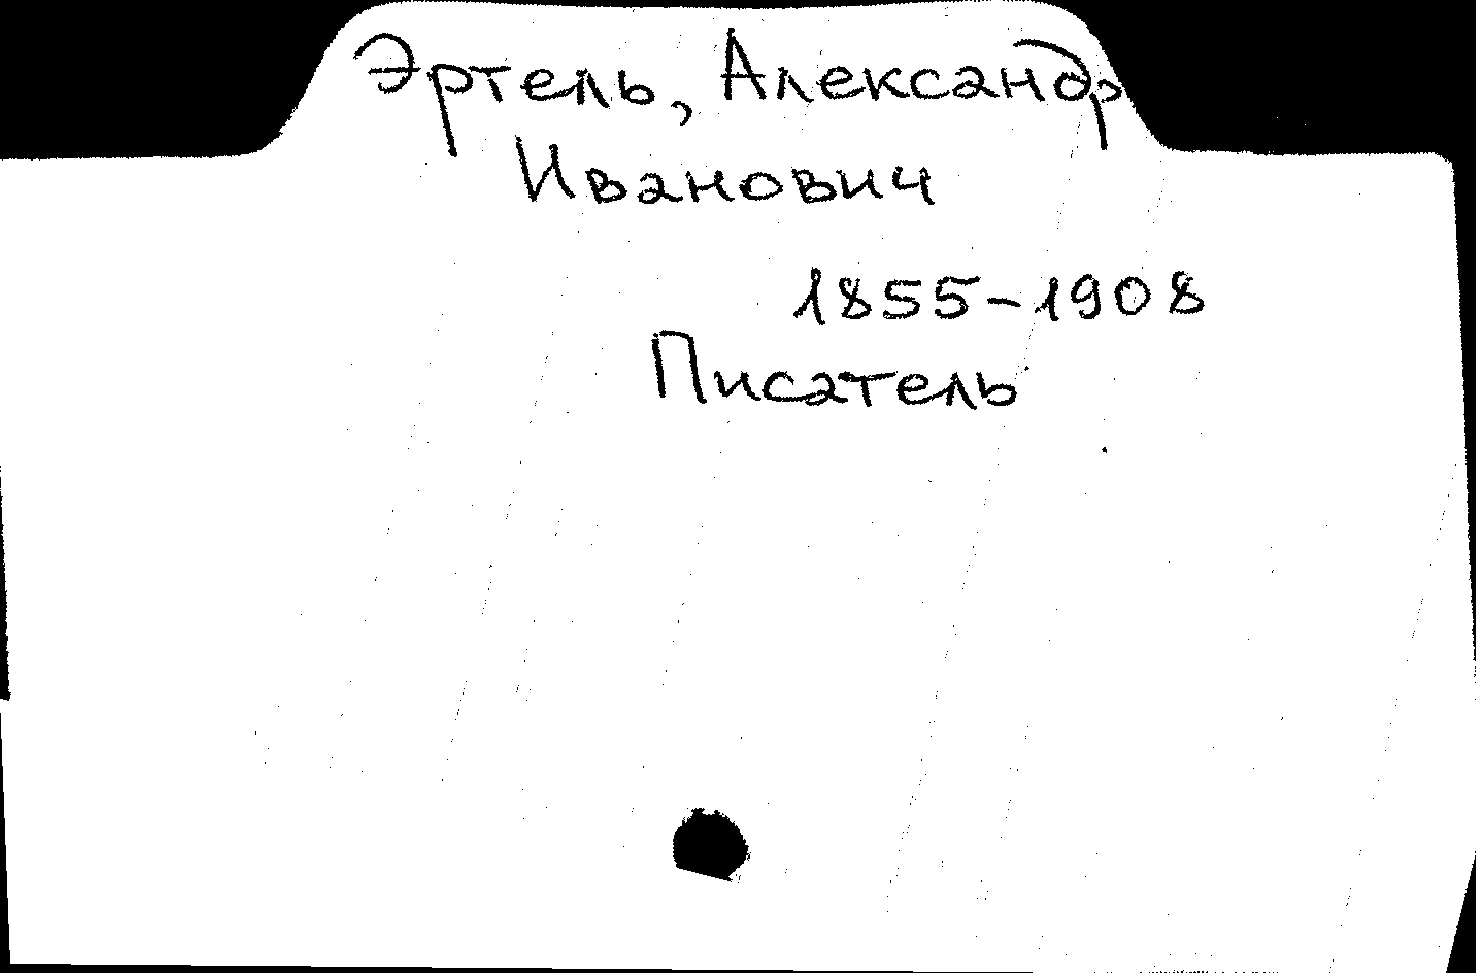 Эртель, Александр
Иванович
1855-1908
Писатель